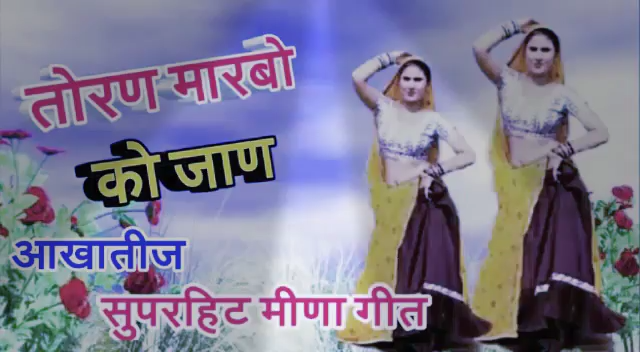 तोरण मारबो
को जाण
आखातीज
सुपरहिट मीणा गीत